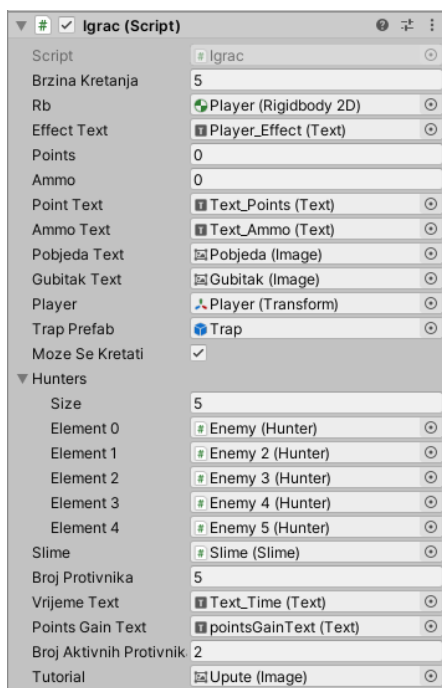 Igrac (Script)
Script Igrac
Brzina Kretanja 5
Rb Player (Rigidbody 2D)
Effect Text Player_Effect (Text)
Points 0
Ammo 0
Point Text Text_Points (Text)
Ammo Text Text_Ammo (Text)
Pobjeda Text Pobjeda (Image)
Gubitak Text Gubitak (Image)
Player Player (Transform)
Trap Prefab Trap
Moze Se Kretati
Hunters
Size 5
Element 0 Enemy (Hunter)
Element 1 Enemy 2 (Hunter)
Element 2 Enemy 3 (Hunter)
Element 3 Enemy 4 (Hunter)
Element 4 Enemy 5 (Hunter)
Slime Slime (Slime)
Broj Protivnika 5
Vrijeme Text Text_Time (Text)
Points Gain Text pointsGainText (Text)
Broj Aktivnih Protivnik 2
Tutorial Upute (Image)